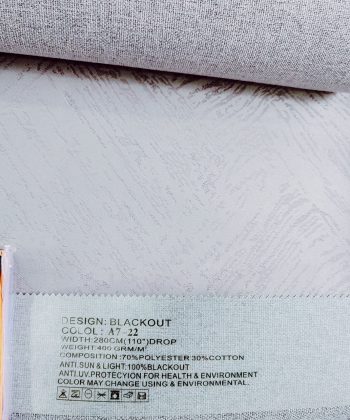 DESIGN: BLACKOUT
COLOL: A7-22
WIDTH: 280CM(110")DROP
WEIGHT:400 GRM/M²
COMPOSITION :70%POLYESTER 30%COTTON
ANTI.SUN & LIGHT:100%BLACKOUT
ANTI.UV.PROTECYION FOR HEALTH & ENVIRONMENT
COLOR MAY CHANGE USING & ENVIRONMENTAL.